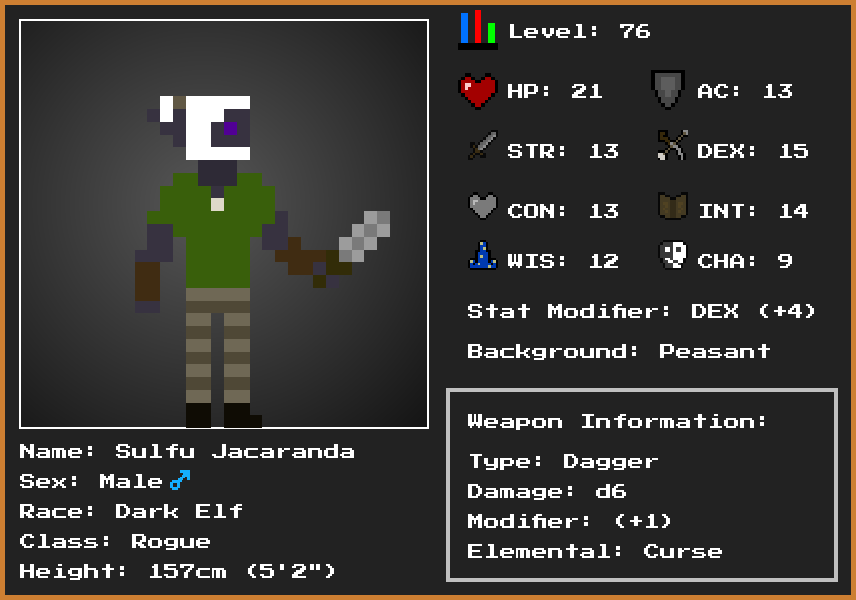 Level: 76
HP: 21
AC: 13
STR: 13
DEX: 15
CON: 13
INT: 14
WIS: 12
CHA: 9
Stat Modifier: DEX (+4)
Background: Peasant
Weapon Information:
Type: Dagger
Damage: d6
Modifier: (+1)
Elemental: Curse
Name: Sulfu Jacaranda
Sex: Male♂
Race: Dark Elf
Class: Rogue
Height: 157cm (5'2")